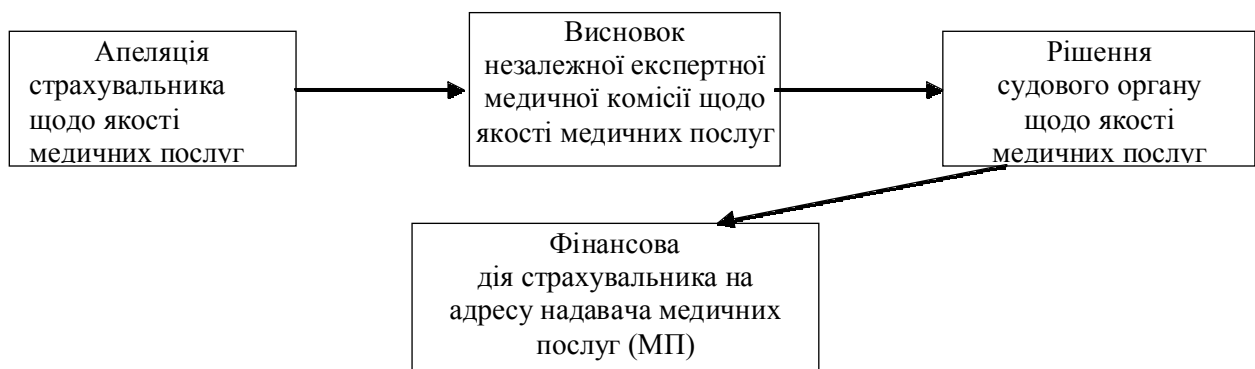 Апеляція
страхувальника
щодо якості
медичних послуг
Висновок
незалежної експертної
медичної комісії щодо
якості медичних послуг
Рішення
судового органу
щодо якості
медичних послуг
Фінансова
дія страхувальника на
адресу надавача медичних
послуг (МП)